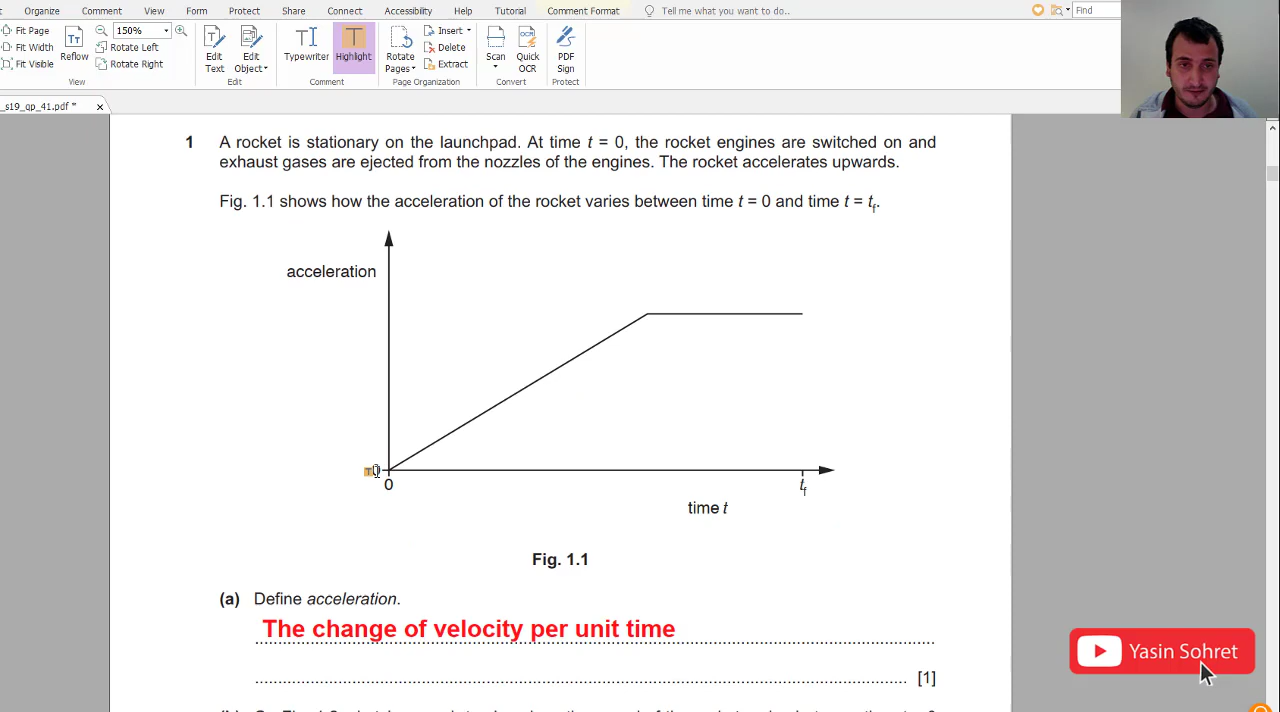 Organize Comment View Form Protect Share Connect Accessibility Help Tutorial Comment Format Tell me what you want to do.. Find
Fit Page 150% Insert
Fit Width Rotate Left Delete
Fit Visible Reflow Rotate Right Edit Text Edit Object Typewriter Highlight Rotate Pages Extract Scan Quick OCR PDF Sign
View Edit Comment Page Organization Convert Protect
_s19_qp_41.pdf *
1 A rocket is stationary on the launchpad. At time t = 0, the rocket engines are switched on and
exhaust gases are ejected from the nozzles of the engines. The rocket accelerates upwards.
Fig. 1.1 shows how the acceleration of the rocket varies between time t = 0 and time t = tf.
acceleration
0
0 tf
time t
Fig. 1.1
(a) Define acceleration.
The change of velocity per unit time
[1]
Yasin Sohret